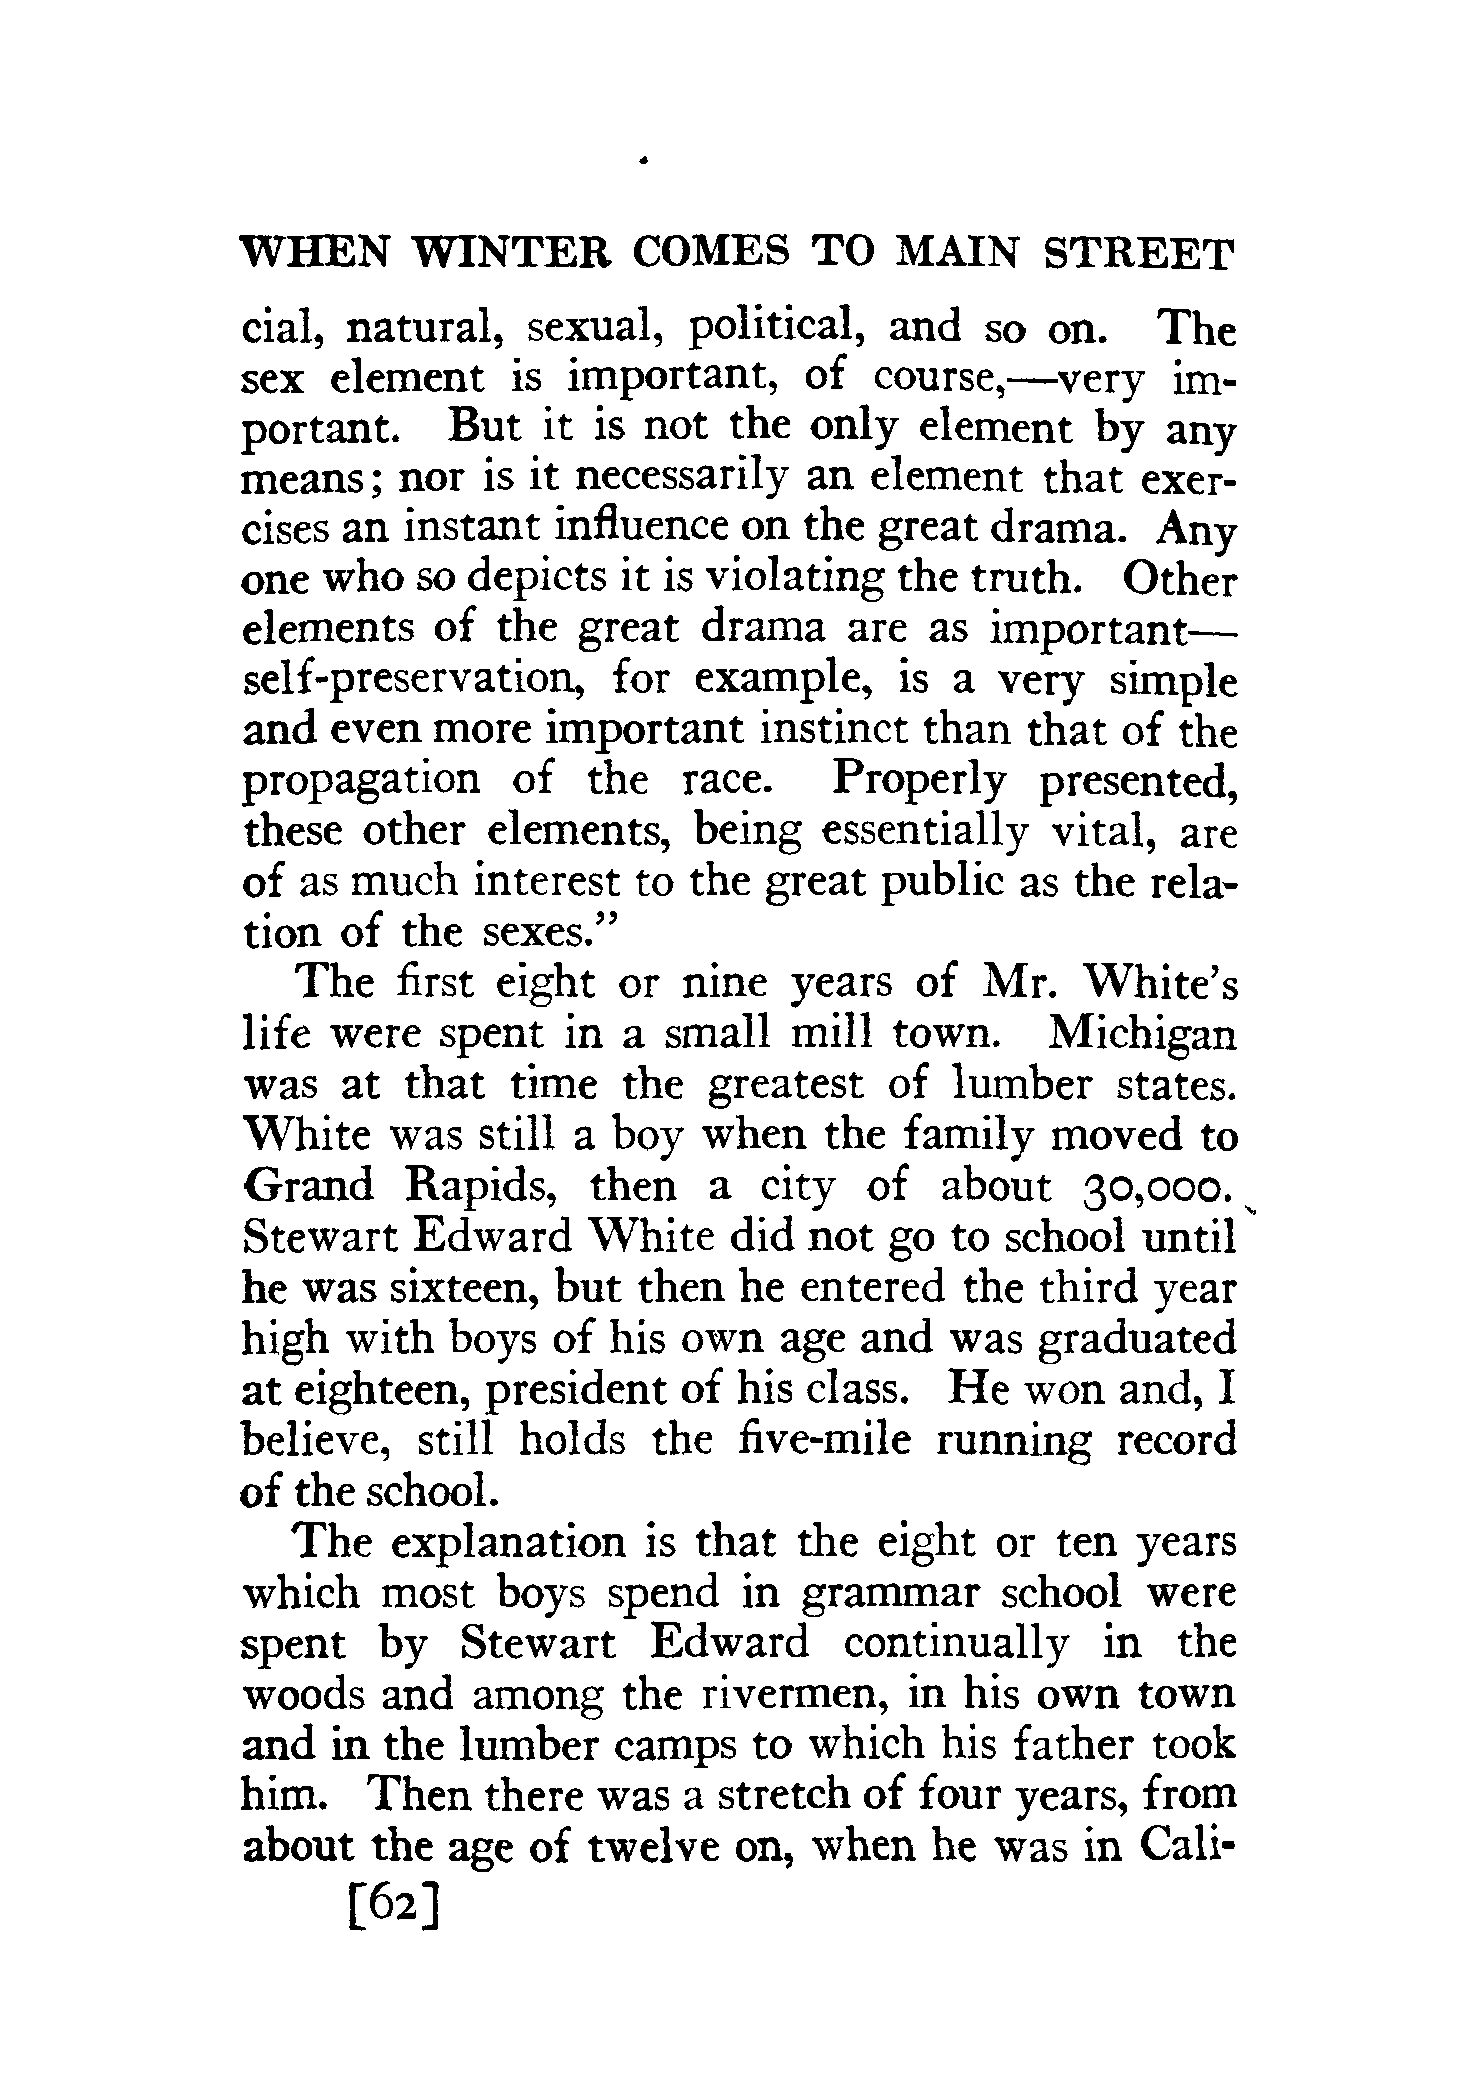 WHEN WINTER COMES TO MAIN STREET
cial, natural, sexual, political, and so on. The
sex element is important, of course,—very im-
portant. But it is not the only element by any
means; nor is it necessarily an element that exer-
cises an instant influence on the great drama. Any
one who so depicts it is violating the truth. Other
elements of the great drama are as important—
self-preservation, for example, is a very simple
and even more important instinct than that of the
propagation of the race. Properly presented,
these other elements, being essentially vital, are
of as much interest to the great public as the rela-
tion of the sexes.”
The first eight or nine years of Mr. White’s
life were spent in a small mill town. Michigan
was at that time the greatest of lumber states.
White was still a boy when the family moved to
Grand Rapids, then a city of about 30,000.
Stewart Edward White did not go to school until
he was sixteen, but then he entered the third year
high with boys of his own age and was graduated
at eighteen, president of his class. He won and, I
believe, still holds the five-mile running record
of the school.
The explanation is that the eight or ten years
which most boys spend in grammar school were
spent by Stewart Edward continually in the
woods and among the rivermen, in his own town
and in the lumber camps to which his father took
him. Then there was a stretch of four years, from
about the age of twelve on, when he was in Cali-
[62]